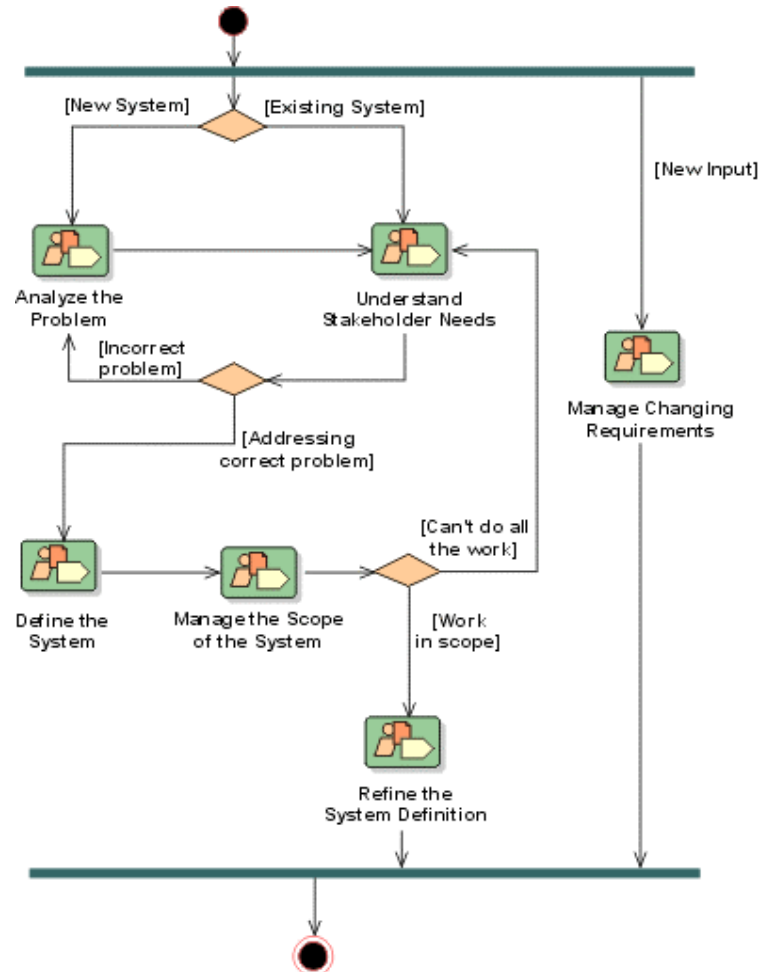 [New System]
[Existing System]
[New Input]
Analyze the
Problem
Understand
Stakeholder Needs
[Incorrect
problem]
Manage Changing
Requirements
[Addressing
correct problem]
[Can't do all
the work]
Define the
System
Manage the Scope
of the System
[Work
in scope]
Refine the
System Definition